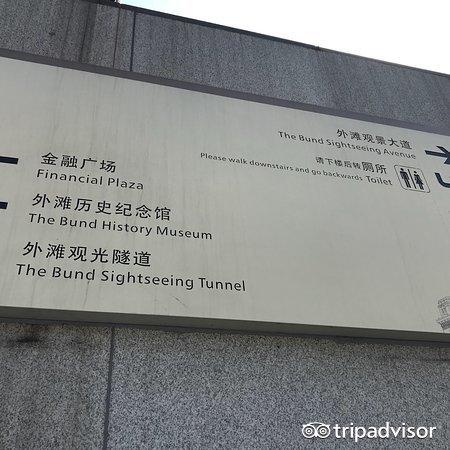 金融广场
Financial Plaza
外滩历史纪念馆
The Bund History Museum
外滩观光隧道
The Bund Sightseeing Tunnel
外滩观景大道
The Bund Sightseeing Avenue
请下楼后转厕所
Please walk downstairs and go backwards Toilet
tripadvisor